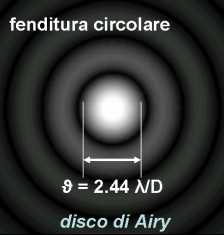 fenditura circolare
ϑ = 2.44 λ/D
disco di Airy